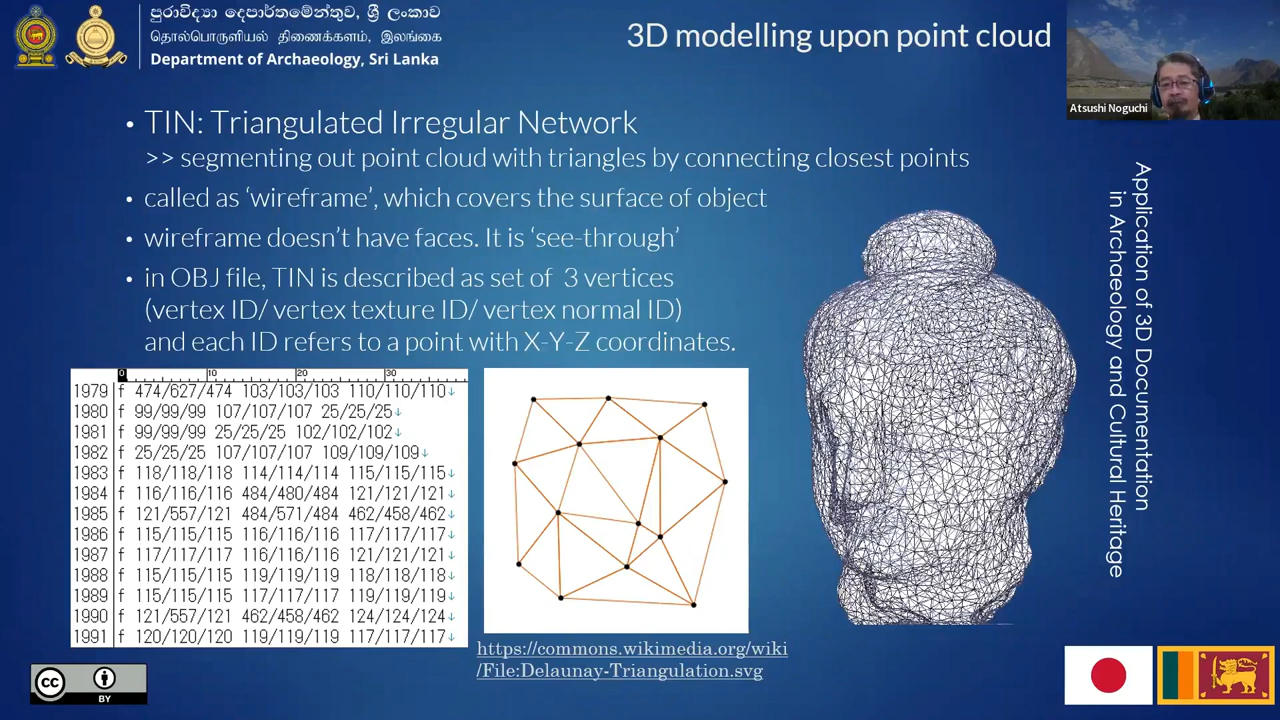 පුරාවිද්‍යා දෙපාර්තමේන්තුව, ශ්‍රී ලංකාව
தொல்பொருளியல் திணைக்களம், இலங்கை
Department of Archaeology, Sri Lanka
3D modelling upon point cloud
Atsushi Noguchi
• TIN: Triangulated Irregular Network
>> segmenting out point cloud with triangles by connecting closest points
• called as ‘wireframe’, which covers the surface of object
• wireframe doesn’t have faces. It is ‘see-through’
• in OBJ file, TIN is described as set of 3 vertices
(vertex ID/ vertex texture ID/ vertex normal ID)
and each ID refers to a point with X-Y-Z coordinates.
0 10 20 30
1979 f 474/627/474 103/103/103 110/110/110↓
1980 f 99/99/99 107/107/107 25/25/25↓
1981 f 99/99/99 25/25/25 102/102/102↓
1982 f 25/25/25 107/107/107 109/109/109↓
1983 f 118/118/118 114/114/114 115/115/115↓
1984 f 116/116/116 484/480/484 121/121/121↓
1985 f 121/557/121 484/571/484 462/458/462↓
1986 f 115/115/115 116/116/116 117/117/117↓
1987 f 117/117/117 116/116/116 121/121/121↓
1988 f 115/115/115 119/119/119 118/118/118↓
1989 f 115/115/115 117/117/117 119/119/119↓
1990 f 121/557/121 462/458/462 124/124/124↓
1991 f 120/120/120 119/119/119 117/117/117↓
https://commons.wikimedia.org/wiki
/File:Delaunay-Triangulation.svg
Application of 3D Documentation
in Archaeology and Cultural Heritage
cc
BY